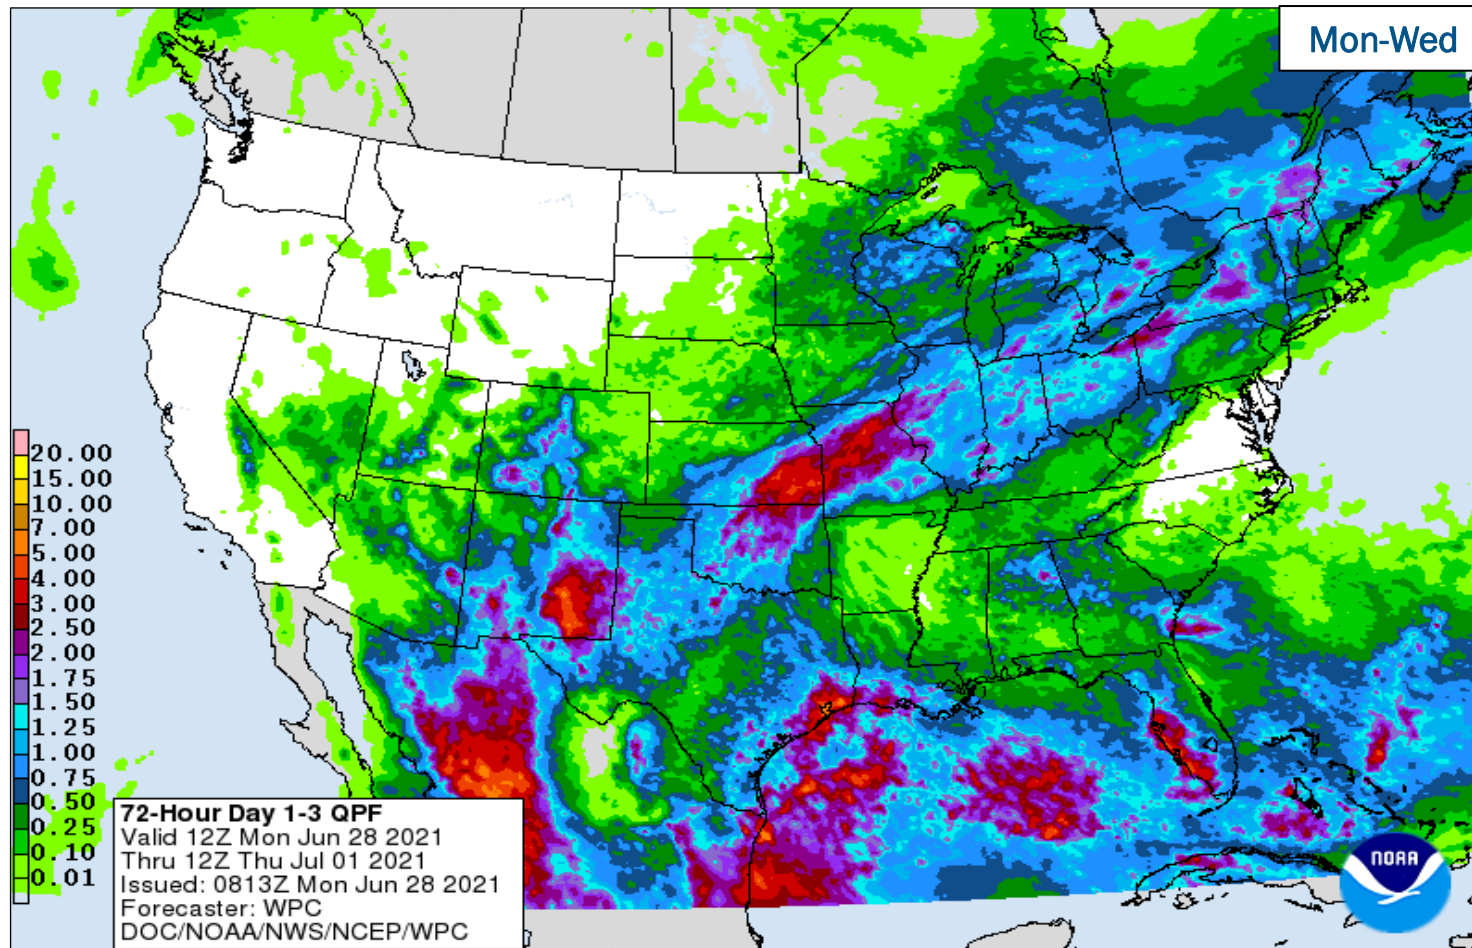 Mon-Wed
20.00
15.00
10.00
7.00
5.00
4.00
3.00
2.50
2.00
1.75
1.50
1.25
1.00
0.75
0.50
0.25
0.10
0.01
72-Hour Day 1-3 QPF
Valid 12Z Mon Jun 28 2021
Thru 12Z Thu Jul 01 2021
Issued: 0813Z Mon Jun 28 2021
Forecaster: WPC
DOC/NOAA/NWS/NCEP/WPC
NOAA